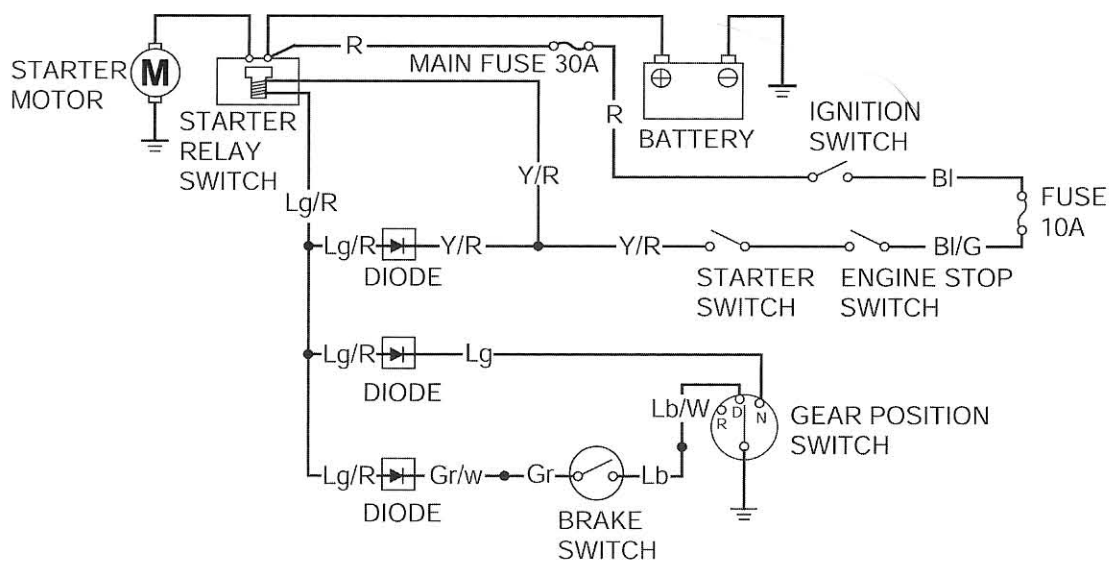 R
MAIN FUSE 30A
STARTER
MOTOR
M
STARTER
RELAY
SWITCH
BATTERY
R
IGNITION
SWITCH
Y/R
Bl
FUSE
10A
Lg/R
Lg/R
DIODE
Y/R
Y/R
STARTER
SWITCH
ENGINE STOP
SWITCH
Bl/G
Lg/R
DIODE
Lg
Lb/W
R
D
N
GEAR POSITION
SWITCH
Lg/R
DIODE
Gr/w
Gr
BRAKE
SWITCH
Lb